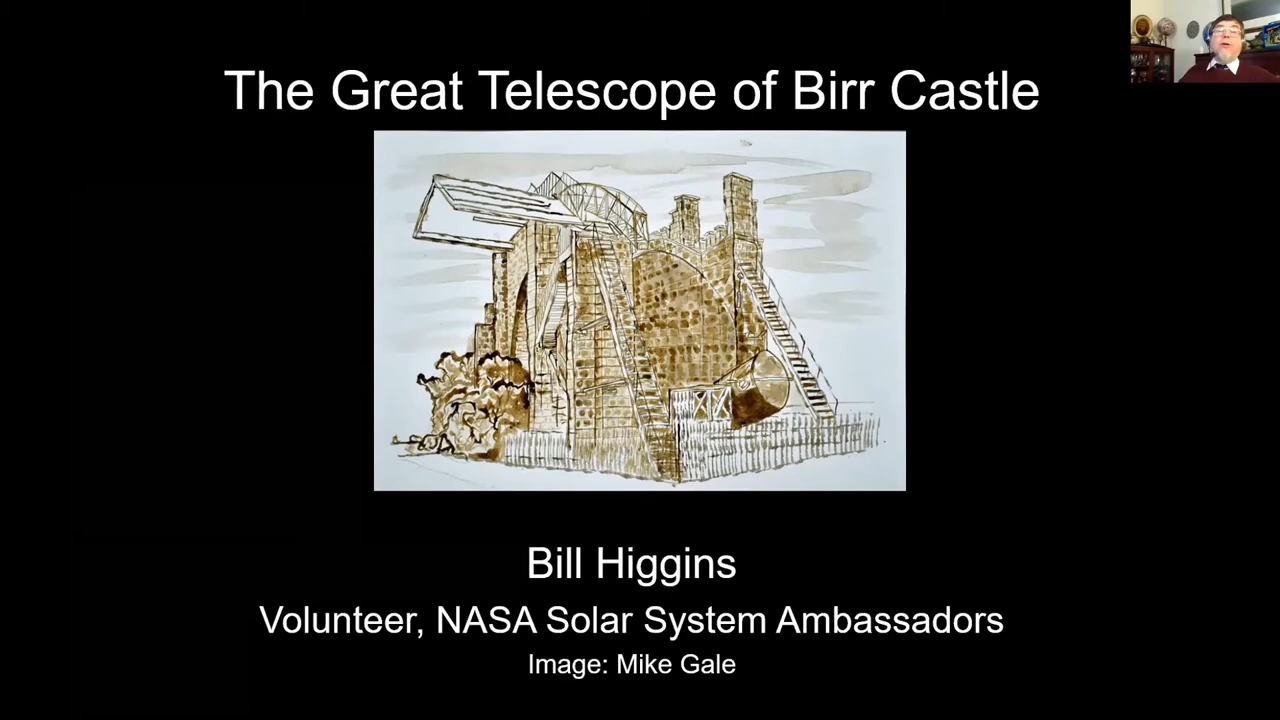 The Great Telescope of Birr Castle
Bill Higgins
Volunteer, NASA Solar System Ambassadors
Image: Mike Gale